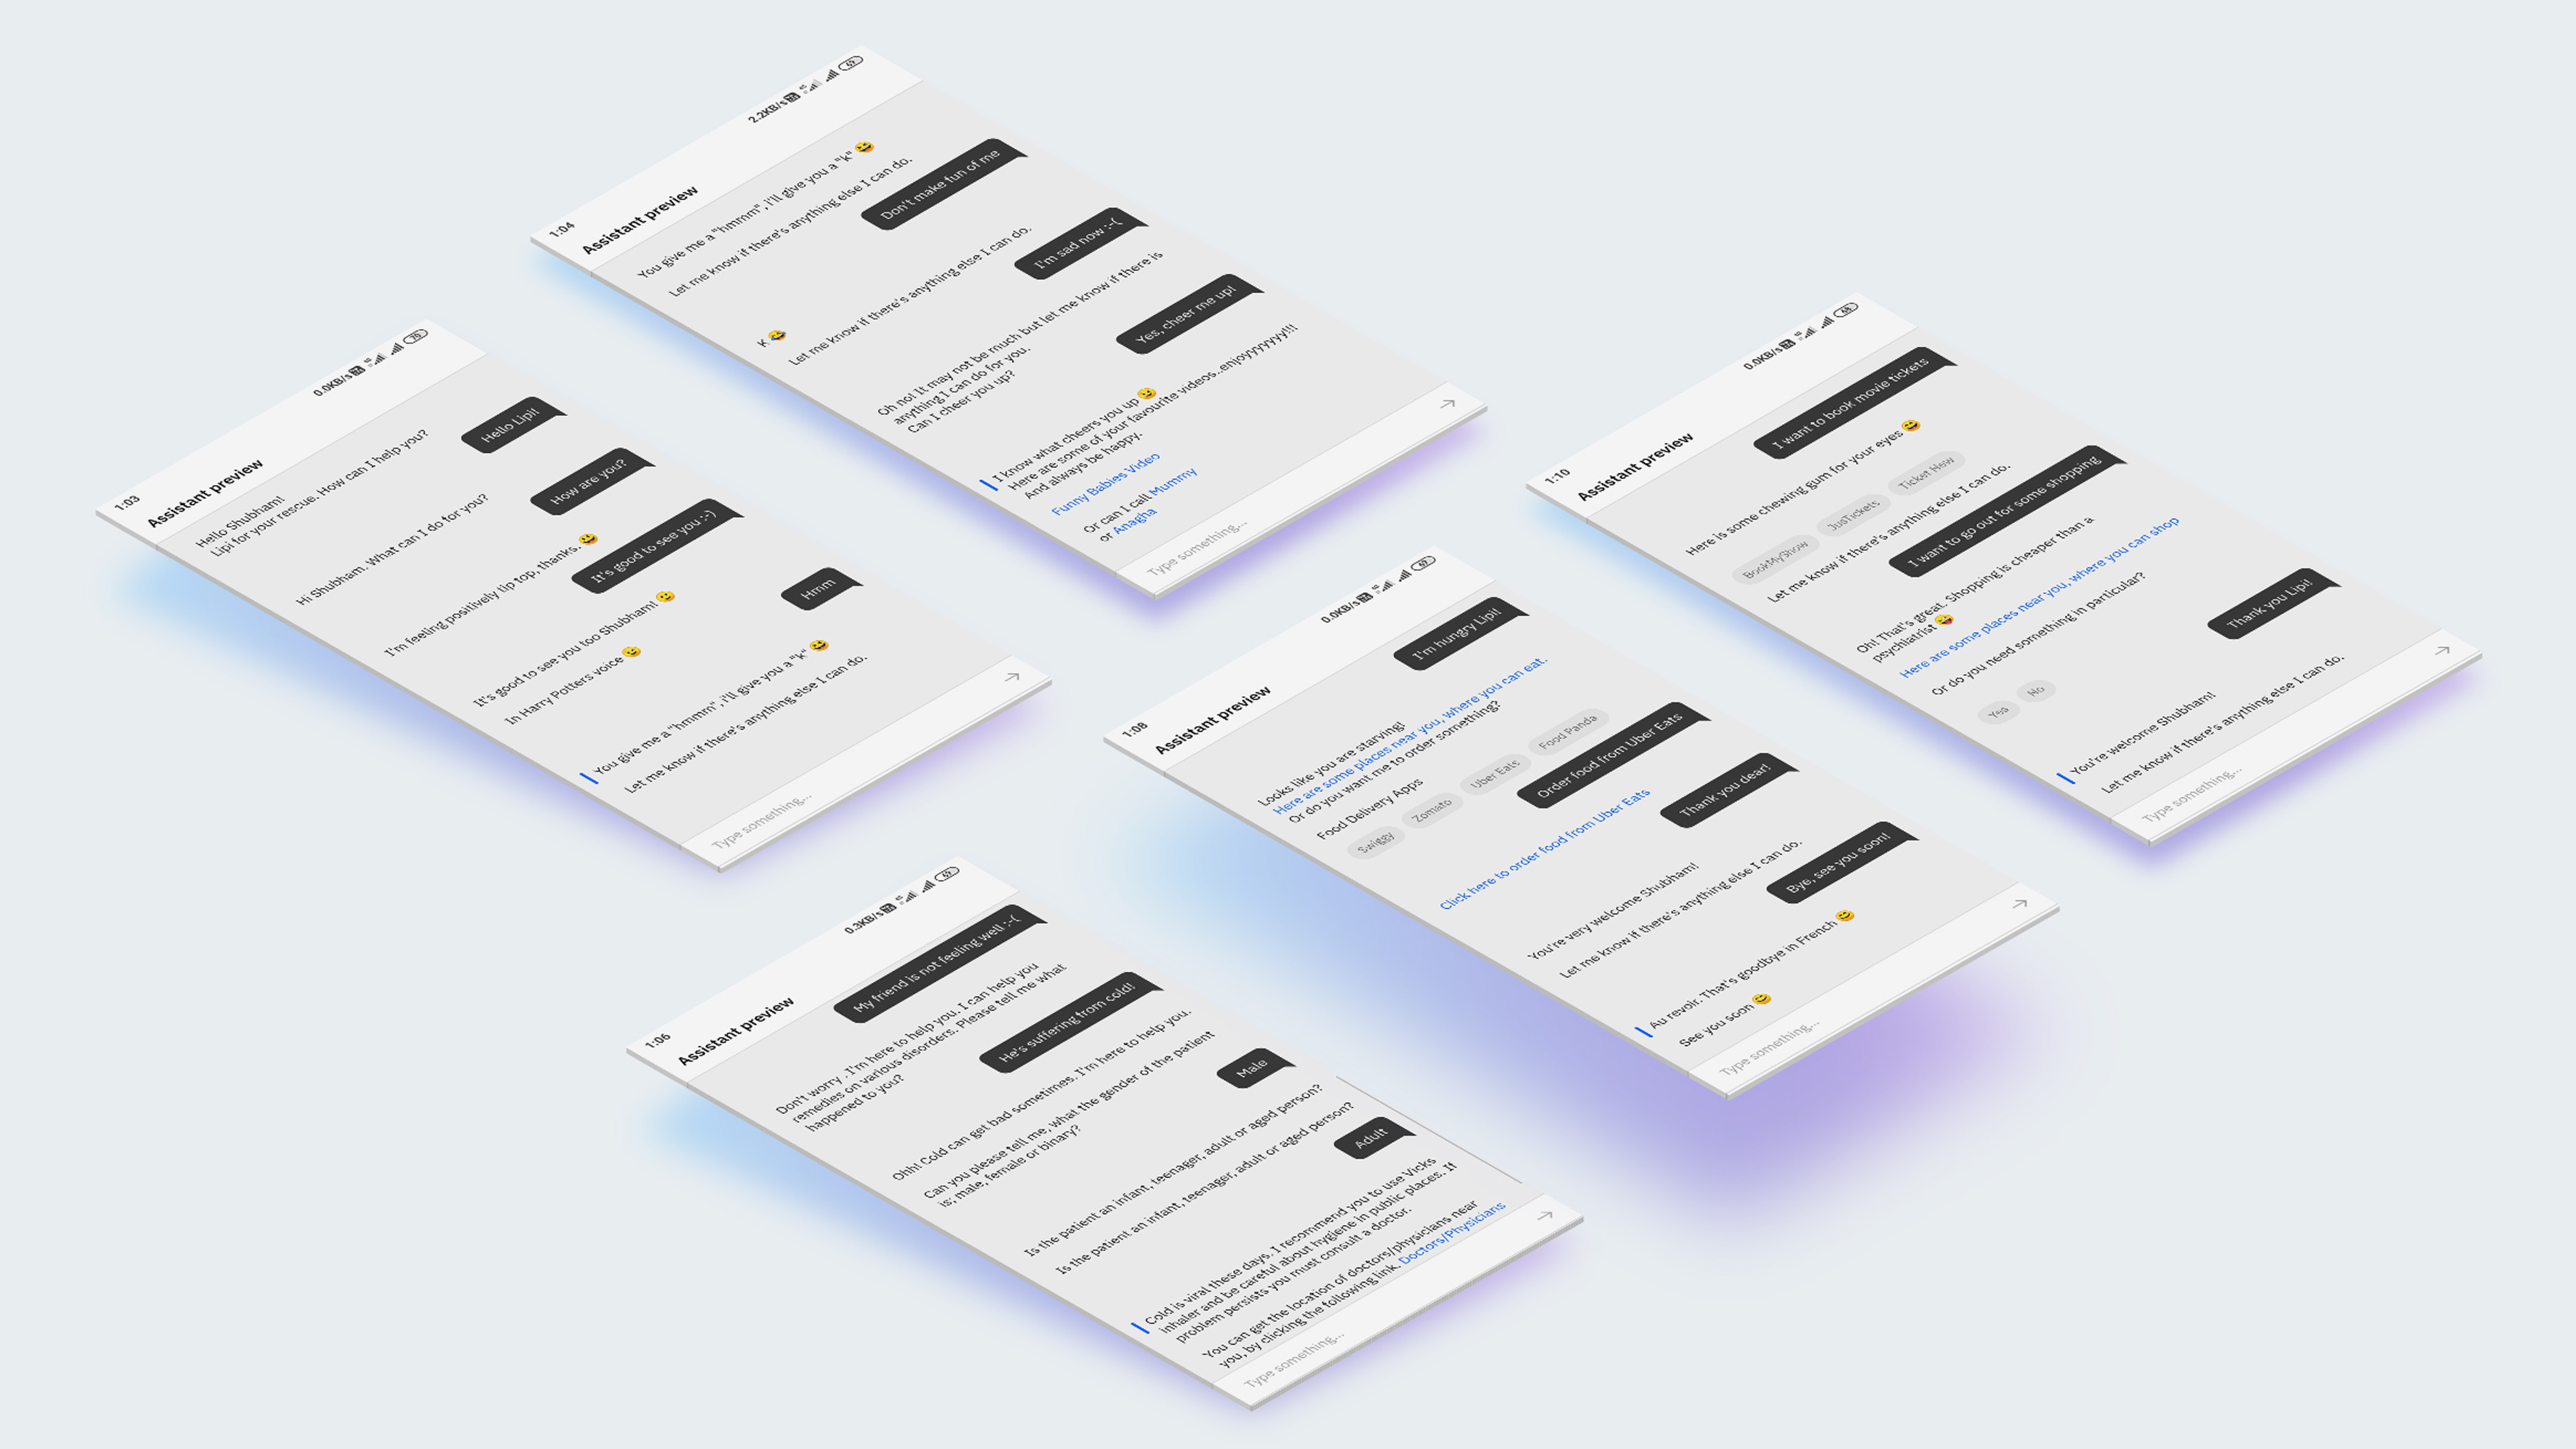 1:03
0.0KB/s
70
Assistant preview
Hello Lipi!
Hello Shubham!
Lipi for your rescue. How can I help you?
How are you?
Hi Shubham. What can I do for you?
It's good to see you :-)
I'm feeling positively tip top, thanks. 😃
Hmm
It's good to see you too Shubham! 🙂
In Harry Potters voice 😉
You give me a "hmmm", i'll give you a "k" 😆
Let me know if there's anything else I can do.
Type something...
1:04
2.2KB/s
69
Assistant preview
You give me a "hmmm", i'll give you a "k" 😆
Let me know if there's anything else I can do.
Don't make fun of me
K 😂
Let me know if there's anything else I can do.
I'm sad now :-(
Oh no! It may not be much but let me know if there is
anything I can do for you.
Can I cheer you up?
Yes, cheer me up!
I know what cheers you up 😉
Here are some of your favourite videos..enjoyyyyyyy!!!
And always be happy.
Funny Babies Video
Or can I call Mummy
or Anagha
Type something...
1:06
0.3KB/s
69
Assistant preview
My friend is not feeling well :-(
Don't worry . I'm here to help you. I can help you
remedies on various disorders. Please tell me what
happened to you?
He's suffering from cold!
Ohh! Cold can get bad sometimes. I'm here to help you.
Can you please tell me, what the gender of the patient
is; male, female or binary?
Male
Is the patient an infant, teenager, adult or aged person?
Is the patient an infant, teenager, adult or aged person?
Adult
Cold is viral these days. I recommend you to use Vicks
inhaler and be careful about hygiene in public places. If
problem persists you must consult a doctor.
You can get the location of doctors/physicians near
you, by clicking the following link. Doctors/Physicians
Type something...
1:08
0.0KB/s
69
Assistant preview
I'm hungry Lipi!
Looks like you are starving!
Here are some places near you, where you can eat.
Or do you want me to order something?
Food Delivery Apps
Swiggy
Zomato
Uber Eats
Food Panda
Order food from Uber Eats
Click here to order food from Uber Eats
Thank you dear!
You're very welcome Shubham!
Let me know if there's anything else I can do.
Bye, see you soon!
Au revoir. That's goodbye in French 😊
See you soon 😊
Type something...
1:10
0.0KB/s
68
Assistant preview
I want to book movie tickets
Here is some chewing gum for your eyes 😄
BookMyShow
JusTickets
Ticket New
Let me know if there's anything else I can do.
I want to go out for some shopping
Oh! That's great. Shopping is cheaper than a
psychiatrist 😜
Here are some places near you, where you can shop
Or do you need something in particular?
Yes
No
Thank you Lipi!
You're welcome Shubham!
Let me know if there's anything else I can do.
Type something...